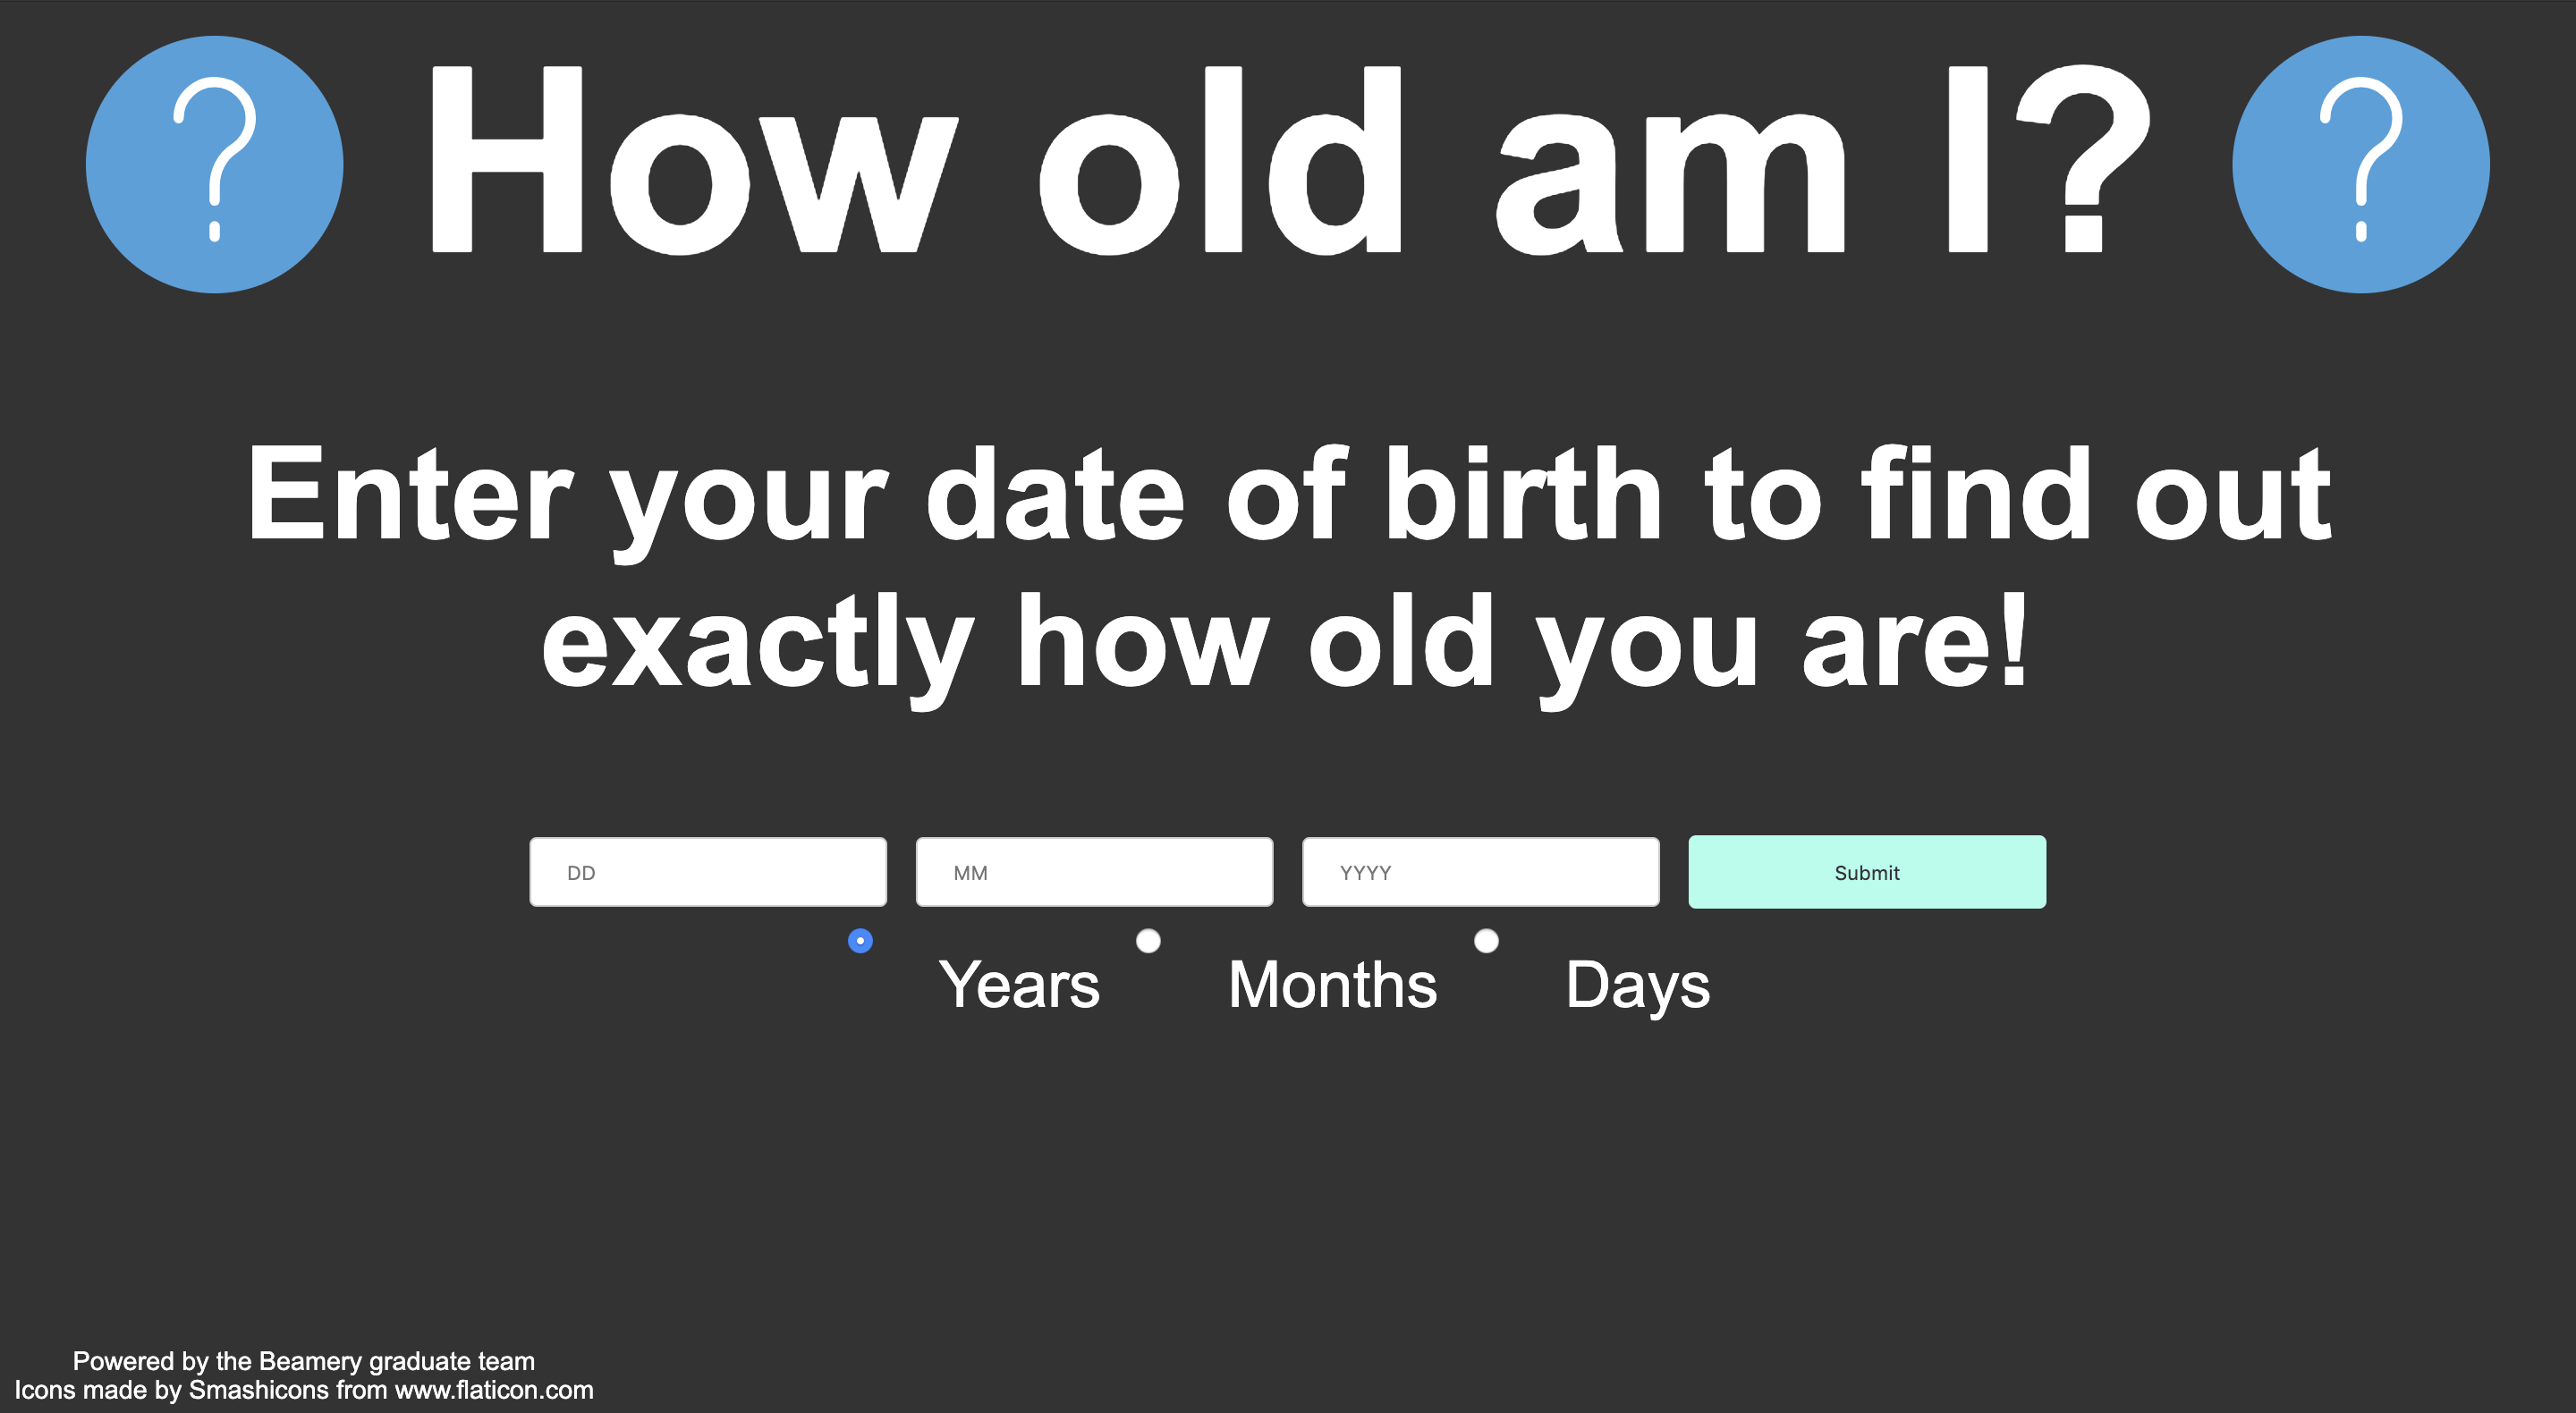 How old am I?
Enter your date of birth to find out
exactly how old you are!
DD MM YYYY Submit
Years Months Days
Powered by the Beamery graduate team
Icons made by Smashicons from www.flaticon.com